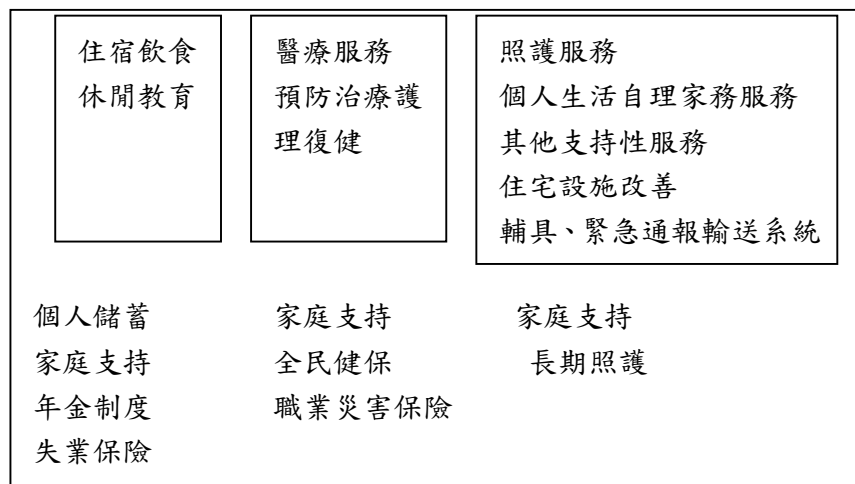 住宿飲食
休閒教育
醫療服務
預防治療護
理復健
照護服務
個人生活自理家務服務
其他支持性服務
住宅設施改善
輔具、緊急通報輸送系統
個人儲蓄
家庭支持
年金制度
失業保險
家庭支持
全民健保
職業災害保險
家庭支持
長期照護